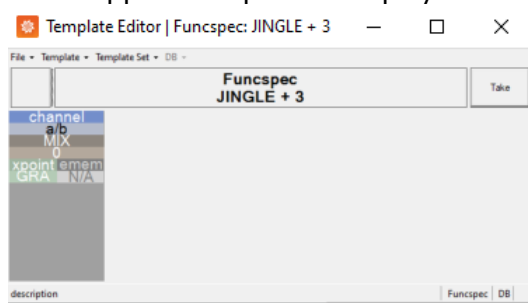 Template Editor | Funcspec: JINGLE + 3
File Template Template Set DB
Funcspec
JINGLE + 3
Take
channel
a/b
MIX
0
xpoint emem
GRA N/A
description
Funcspec DB